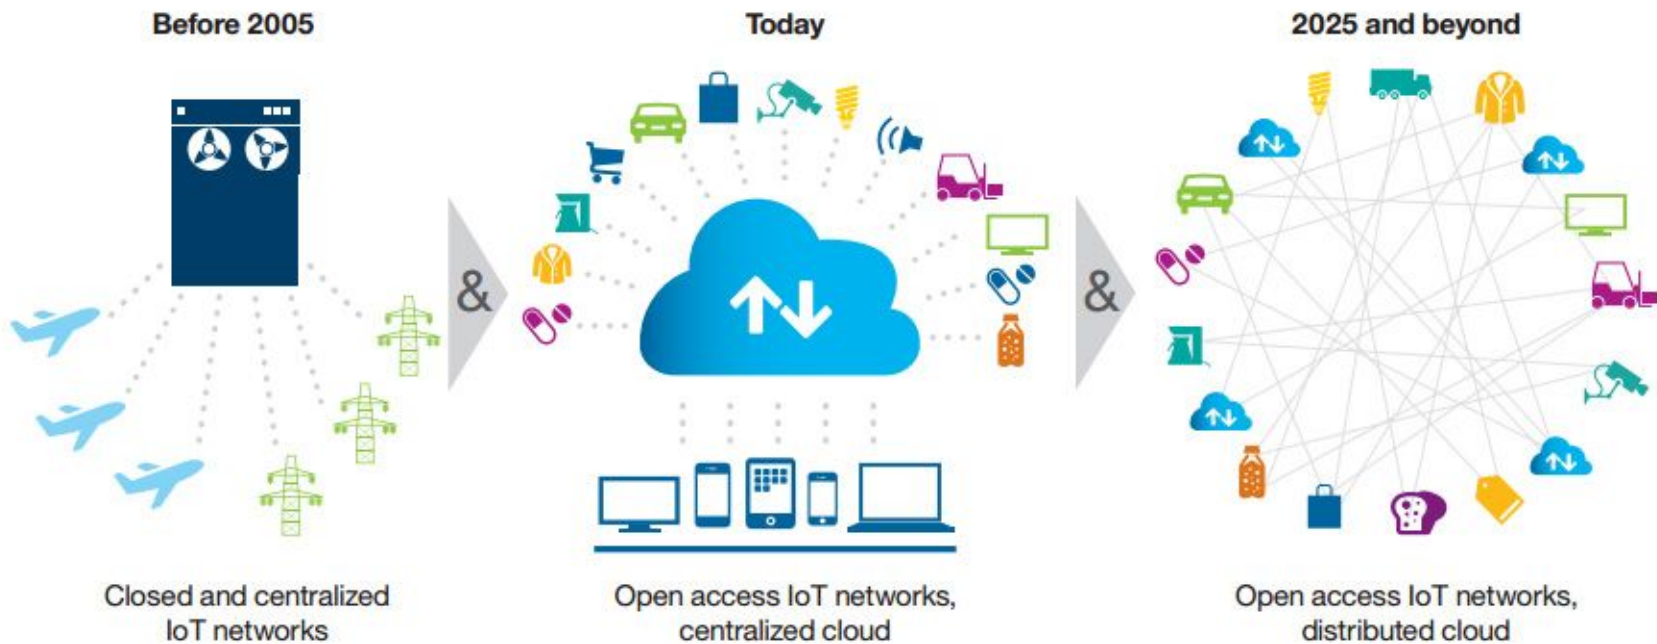 Before 2005
Today
2025 and beyond
&
&
Closed and centralized
IoT networks
Open access IoT networks,
centralized cloud
Open access IoT networks,
distributed cloud